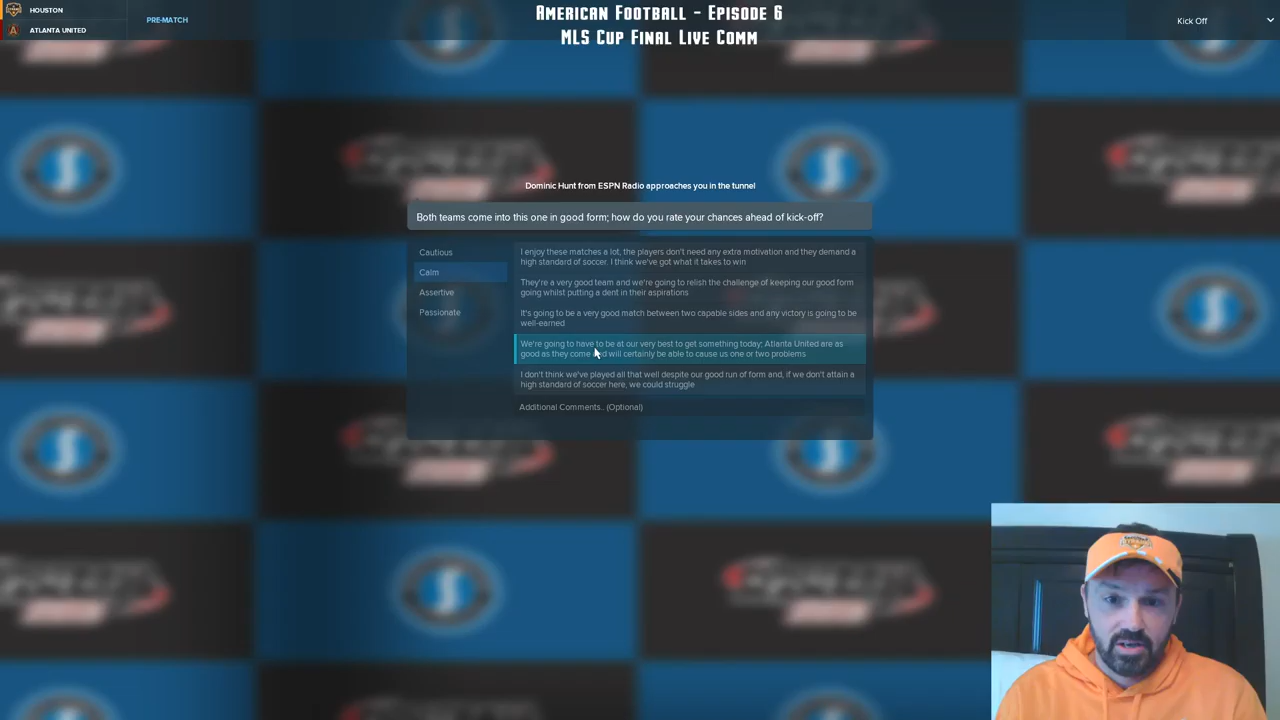 HOUSTON
ATLANTA UNITED
PRE-MATCH
American Football - Episode 6
MLS Cup Final Live Comm
Kick Off
Dominic Hunt from ESPN Radio approaches you in the tunnel
Both teams come into this one in good form; how do you rate your chances ahead of kick-off?
Cautious
Calm
Assertive
Passionate
I enjoy these matches a lot, the players don't need any extra motivation and they demand a
high standard of soccer. I think we've got what it takes to win
They're a very good team and we're going to relish the challenge of keeping our good form
going whilst putting a dent in their aspirations
It's going to be a very good match between two capable sides and any victory is going to be
well-earned
We're going to have to be at our very best to get something today; Atlanta United are as
good as they come and will certainly be able to cause us one or two problems
I don't think we've played all that well despite our good run of form and, if we don't attain a
high standard of soccer here, we could struggle
Additional Comments.. (Optional)